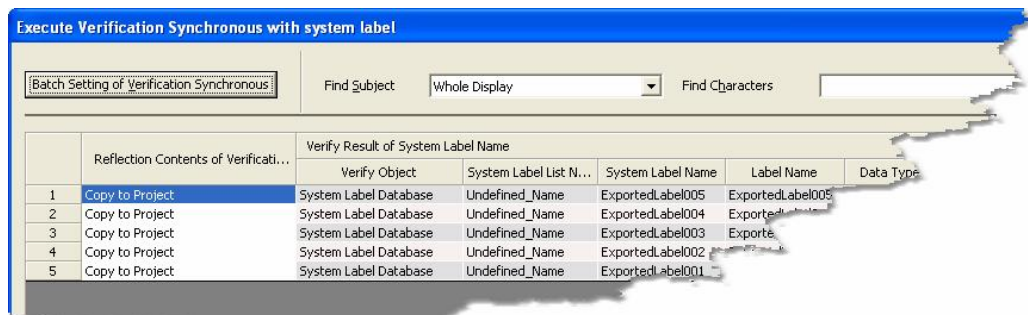 Execute Verification Synchronous with system label
Batch Setting of Verification Synchronous Find Subject Whole Display Find Characters
Verify Result of System Label Name
Reflection Contents of Verificati... Verify Object System Label List N... System Label Name Label Name Data Type
1 Copy to Project System Label Database Undefined_Name ExportedLabel005 ExportedLabel005
2 Copy to Project System Label Database Undefined_Name ExportedLabel004
3 Copy to Project System Label Database Undefined_Name ExportedLabel003
4 Copy to Project System Label Database Undefined_Name ExportedLabel002
5 Copy to Project System Label Database Undefined_Name ExportedLabel001